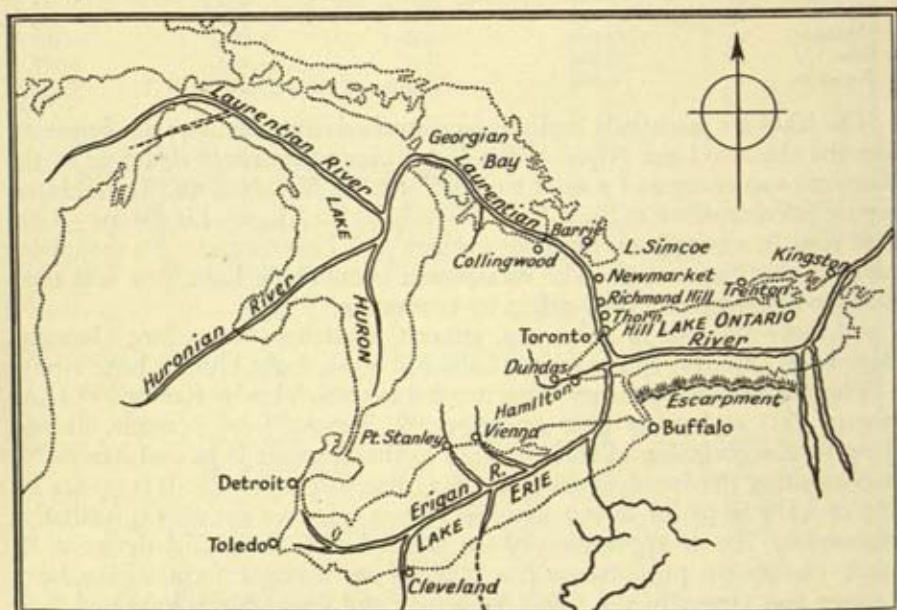 Laurentian River
Georgian
Bay
Laurentian
LAKE
HURON
Huronian River
Barrie
L. Simcoe
Collingwood
Newmarket
Richmond Hill
Thorn
Hill
Trenton
Kingston
LAKE ONTARIO
River
Toronto
Dundas
Hamilton
Escarpment
Buffalo
Pt. Stanley
Vienna
Detroit
Erigan R.
LAKE ERIE
Toledo
Cleveland